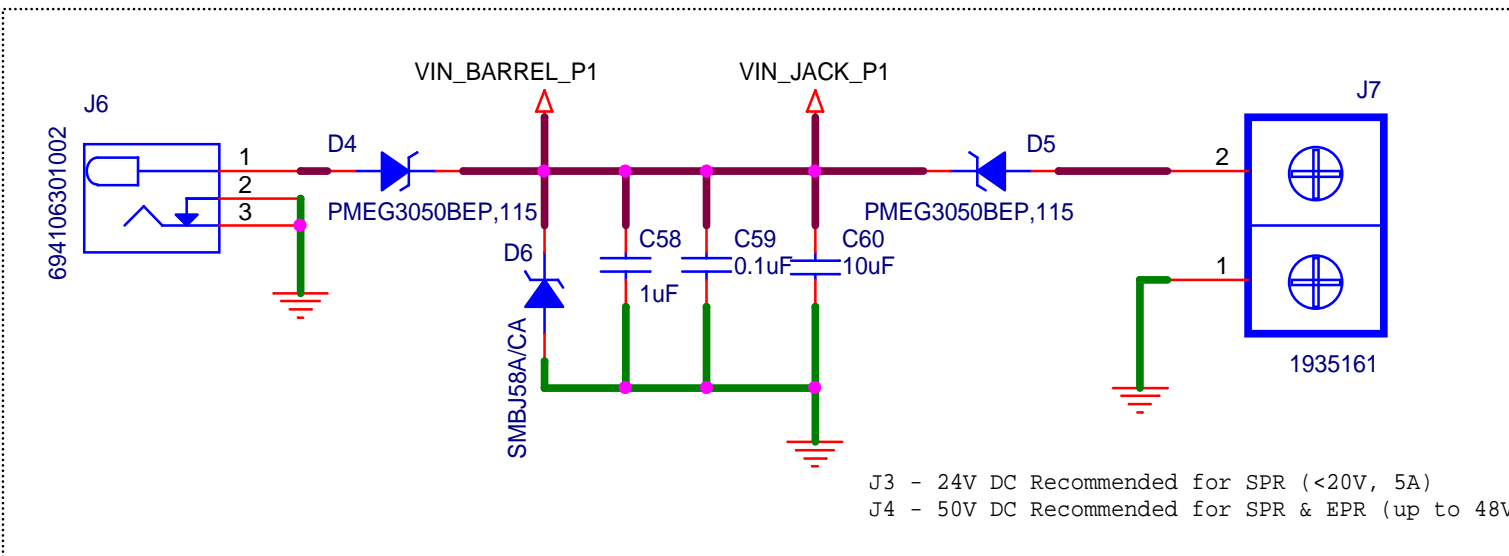 VIN_BARREL_P1
VIN_JACK_P1
J6
J7
694106301002
1
2
3
D4
PMEG3050BEP,115
D5
PMEG3050BEP,115
2
1
D6
SMBJ58A/CA
C58
1uF
C59
0.1uF
C60
10uF
1935161
J3 - 24V DC Recommended for SPR (<20V, 5A)
J4 - 50V DC Recommended for SPR & EPR (up to 48V